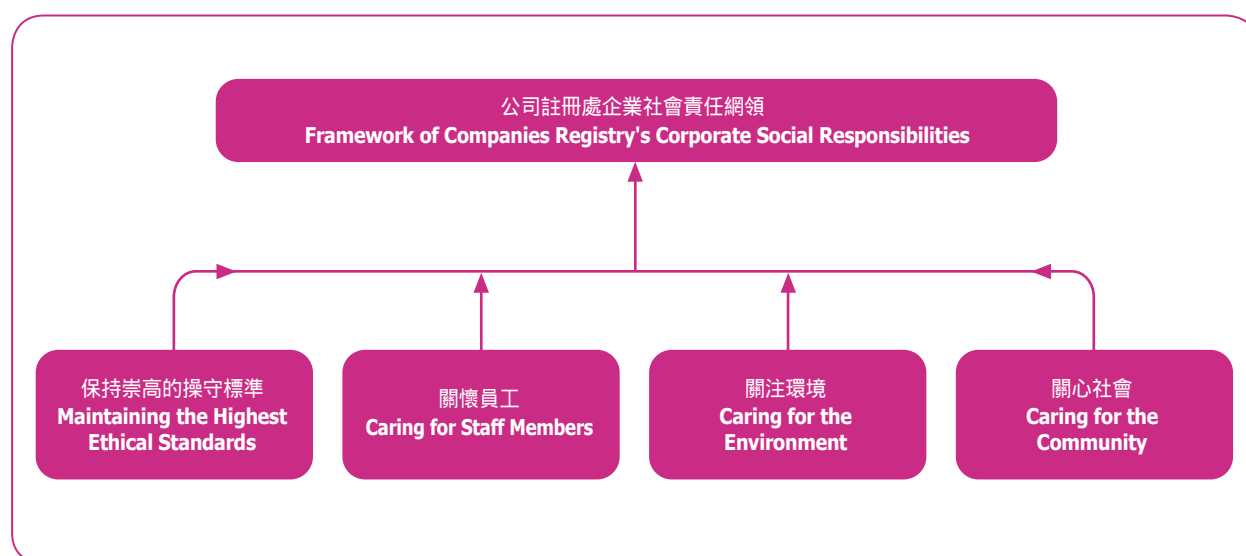 公司註冊處企業社會責任網領
Framework of Companies Registry's Corporate Social Responsibilities
保持崇高的操守標準
Maintaining the Highest
Ethical Standards
關懷員工
Caring for Staff Members
關注環境
Caring for the
Environment
關心社會
Caring for the
Community